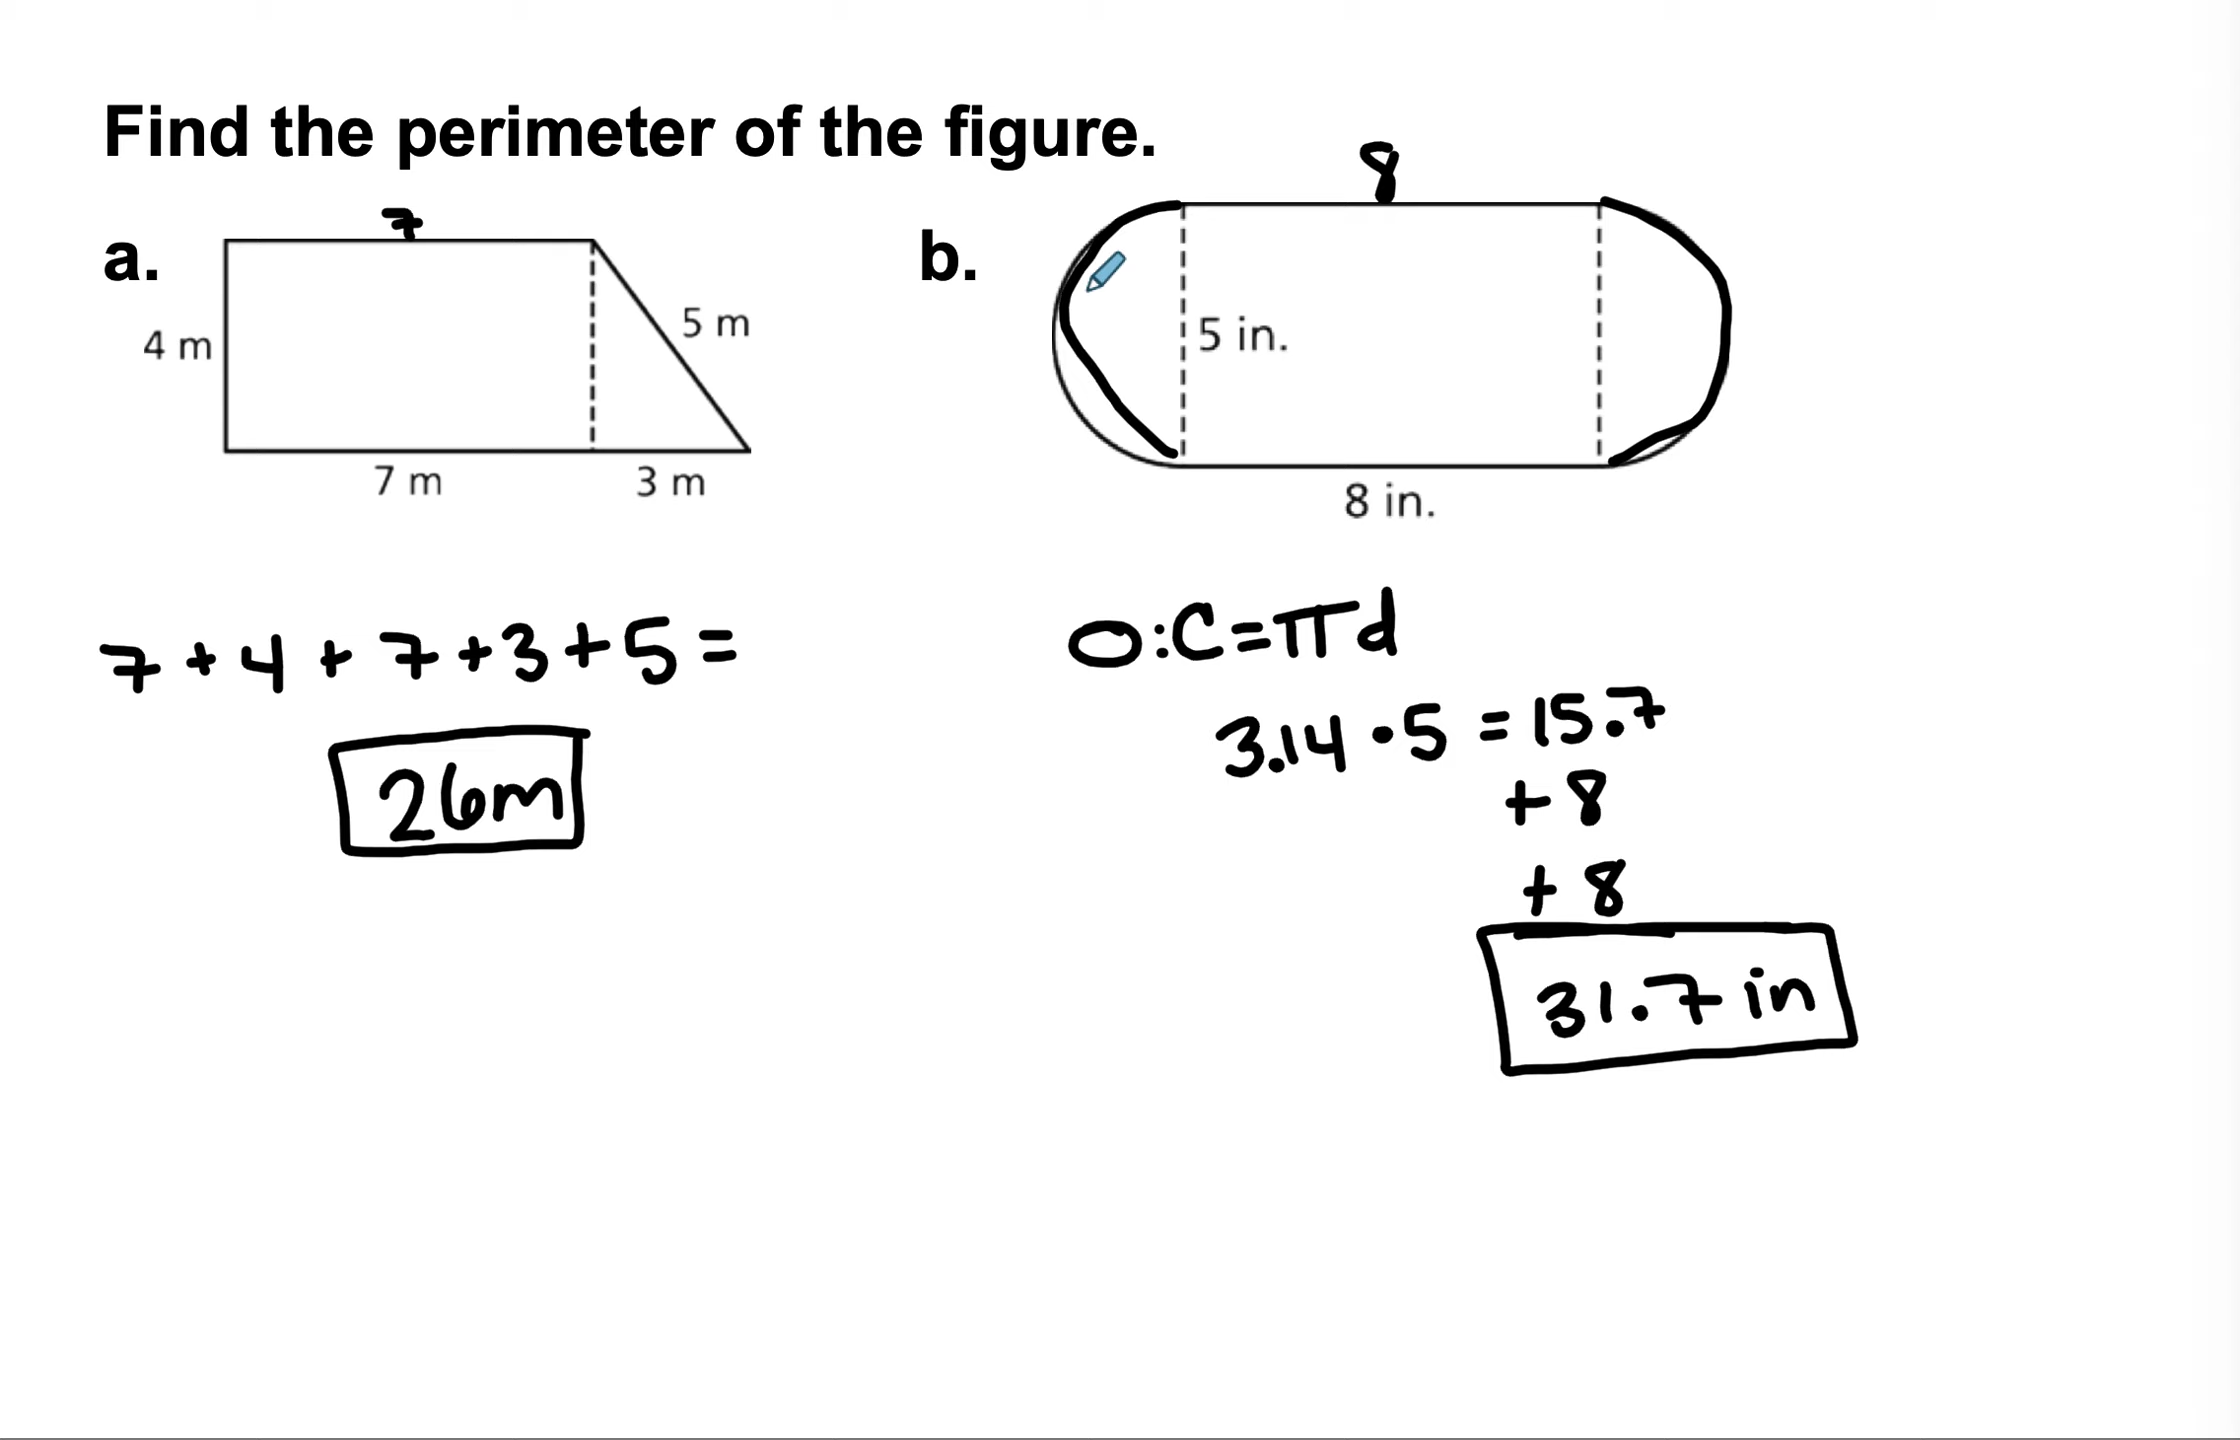 Find the perimeter of the figure.
a.
7
4 m
5 m
7 m
3 m
7 + 4 + 7 + 3 + 5 =
26m
b.
8
5 in.
8 in.
O:C=πd
3.14 • 5 = 15.7
+ 8
+ 8
31.7 in